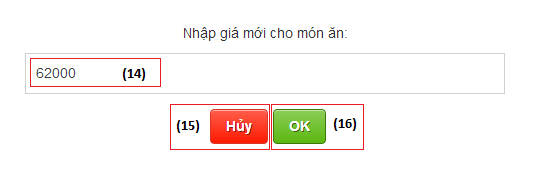 Nhập giá mới cho món ăn:
62000 (14)
(15) Hủy OK (16)